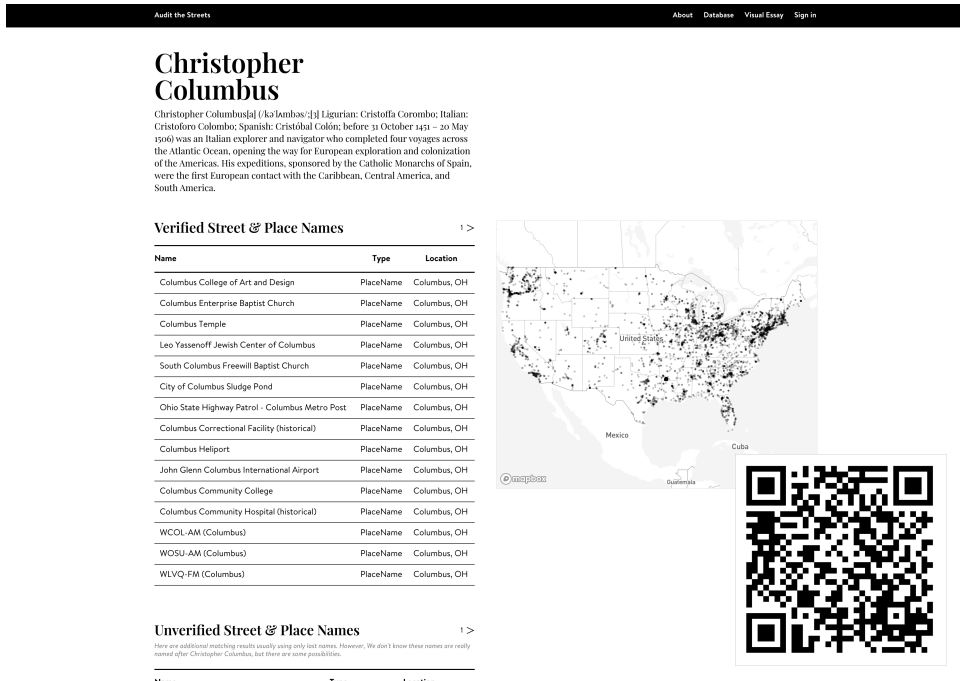 Audit the Streets
About Database Visual Essay Sign in
Christopher
Columbus
Christopher Columbus[a] (/kəˈlʌmbəs/;[3] Ligurian: Cristoffa Corombo; Italian:
Cristoforo Colombo; Spanish: Cristóbal Colón; before 31 October 1451 – 20 May
1506) was an Italian explorer and navigator who completed four voyages across
the Atlantic Ocean, opening the way for European exploration and colonization
of the Americas. His expeditions, sponsored by the Catholic Monarchs of Spain,
were the first European contact with the Caribbean, Central America, and
South America.
Verified Street & Place Names 1 >
Name Type Location
Columbus College of Art and Design PlaceName Columbus, OH
Columbus Enterprise Baptist Church PlaceName Columbus, OH
Columbus Temple PlaceName Columbus, OH
Leo Yassenoff Jewish Center of Columbus PlaceName Columbus, OH
South Columbus Freewill Baptist Church PlaceName Columbus, OH
City of Columbus Sludge Pond PlaceName Columbus, OH
Ohio State Highway Patrol - Columbus Metro Post PlaceName Columbus, OH
Columbus Correctional Facility (historical) PlaceName Columbus, OH
Columbus Heliport PlaceName Columbus, OH
John Glenn Columbus International Airport PlaceName Columbus, OH
Columbus Community College PlaceName Columbus, OH
Columbus Community Hospital (historical) PlaceName Columbus, OH
WCOL-AM (Columbus) PlaceName Columbus, OH
WOSU-AM (Columbus) PlaceName Columbus, OH
WLVQ-FM (Columbus) PlaceName Columbus, OH
United States
Mexico
Cuba
Guatemala
mapbox
Unverified Street & Place Names 1 >
Here are additional matching results usually using only last names. However, We don't know these names are really
named after Christopher Columbus, but there are some possibilities.